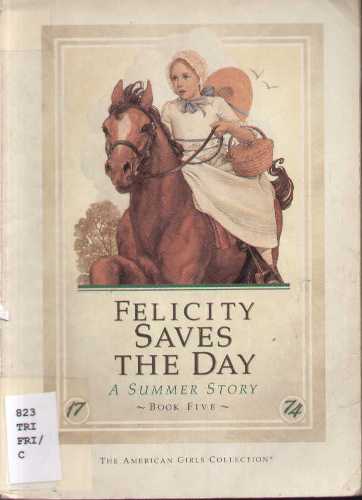 FELICITY
SAVES
THE DAY
A SUMMER STORY
~ BOOK FIVE ~
17 74
823
TRI
FRI/
C
THE AMERICAN GIRLS COLLECTION®